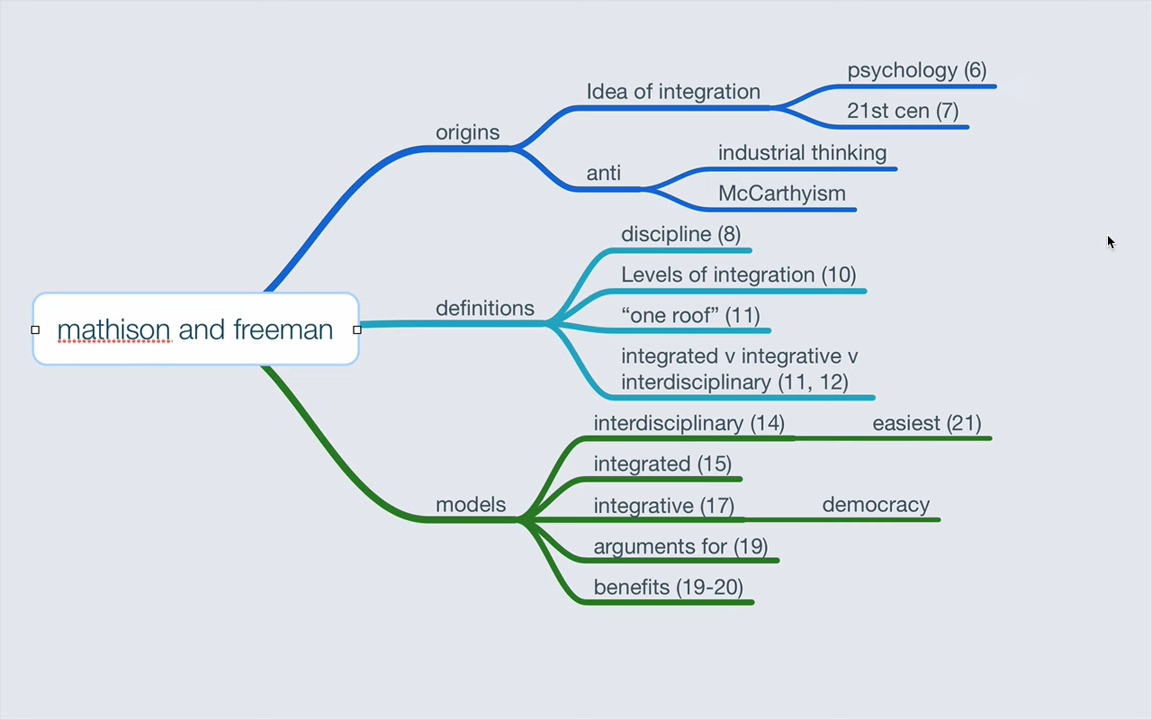 mathison and freeman
origins
Idea of integration
psychology (6)
21st cen (7)
anti
industrial thinking
McCarthyism
definitions
discipline (8)
Levels of integration (10)
“one roof” (11)
integrated v integrative v
interdisciplinary (11, 12)
models
interdisciplinary (14)
easiest (21)
integrated (15)
integrative (17)
democracy
arguments for (19)
benefits (19-20)